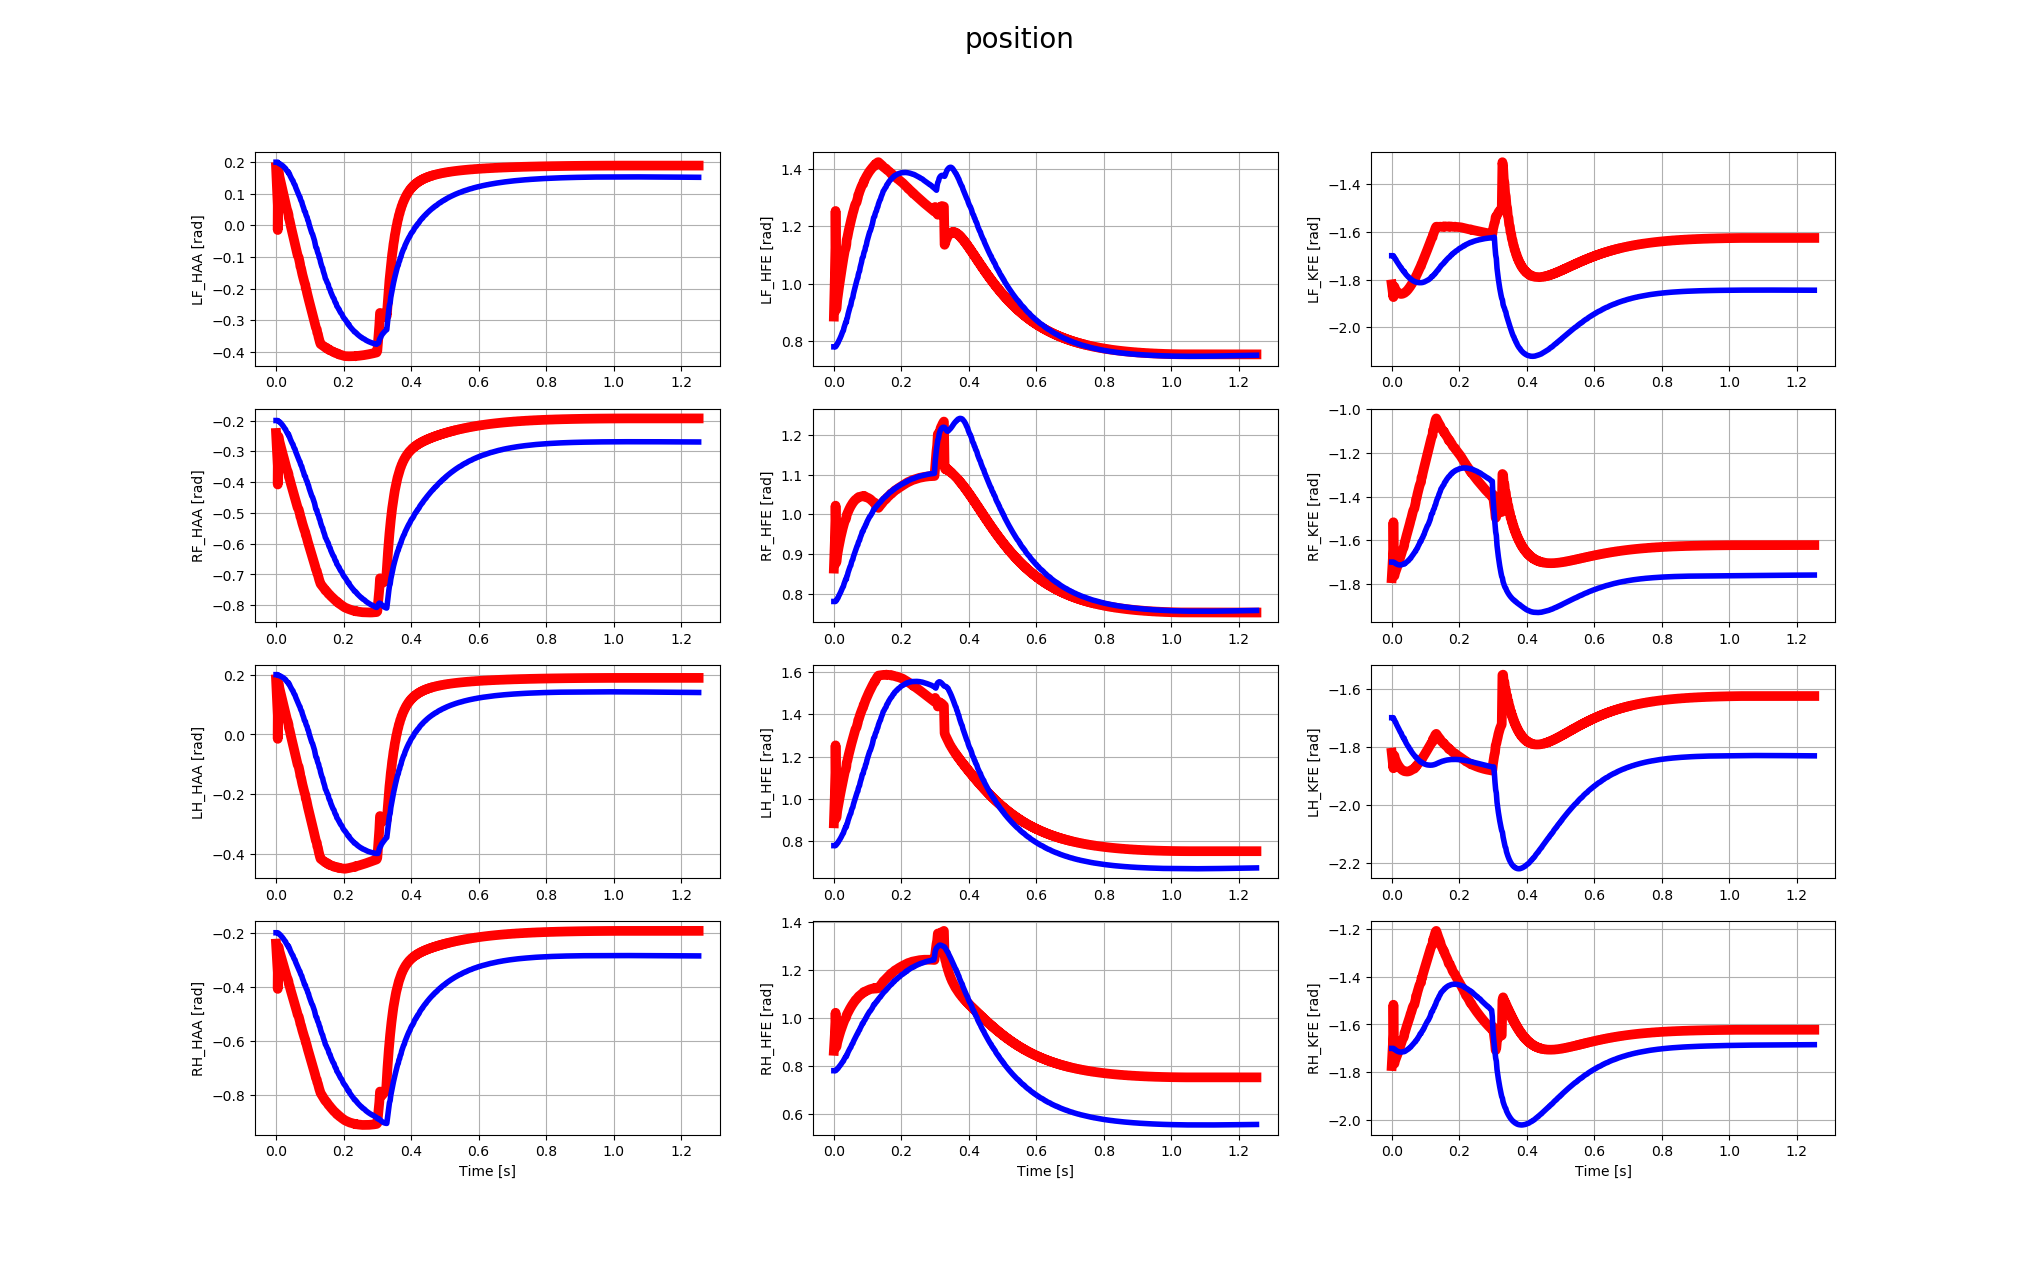 position
LF_HAA [rad]
0.2
0.1
0.0
−0.1
−0.2
−0.3
−0.4
0.0 0.2 0.4 0.6 0.8 1.0 1.2
LF_HFE [rad]
1.4
1.2
1.0
0.8
0.0 0.2 0.4 0.6 0.8 1.0 1.2
LF_KFE [rad]
−1.4
−1.6
−1.8
−2.0
0.0 0.2 0.4 0.6 0.8 1.0 1.2
RF_HAA [rad]
−0.2
−0.3
−0.4
−0.5
−0.6
−0.7
−0.8
0.0 0.2 0.4 0.6 0.8 1.0 1.2
RF_HFE [rad]
1.2
1.1
1.0
0.9
0.8
0.0 0.2 0.4 0.6 0.8 1.0 1.2
RF_KFE [rad]
−1.0
−1.2
−1.4
−1.6
−1.8
0.0 0.2 0.4 0.6 0.8 1.0 1.2
LH_HAA [rad]
0.2
0.0
−0.2
−0.4
0.0 0.2 0.4 0.6 0.8 1.0 1.2
LH_HFE [rad]
1.6
1.4
1.2
1.0
0.8
0.0 0.2 0.4 0.6 0.8 1.0 1.2
LH_KFE [rad]
−1.6
−1.8
−2.0
−2.2
0.0 0.2 0.4 0.6 0.8 1.0 1.2
RH_HAA [rad]
−0.2
−0.4
−0.6
−0.8
0.0 0.2 0.4 0.6 0.8 1.0 1.2
Time [s]
RH_HFE [rad]
1.4
1.2
1.0
0.8
0.6
0.0 0.2 0.4 0.6 0.8 1.0 1.2
Time [s]
RH_KFE [rad]
−1.2
−1.4
−1.6
−1.8
−2.0
0.0 0.2 0.4 0.6 0.8 1.0 1.2
Time [s]